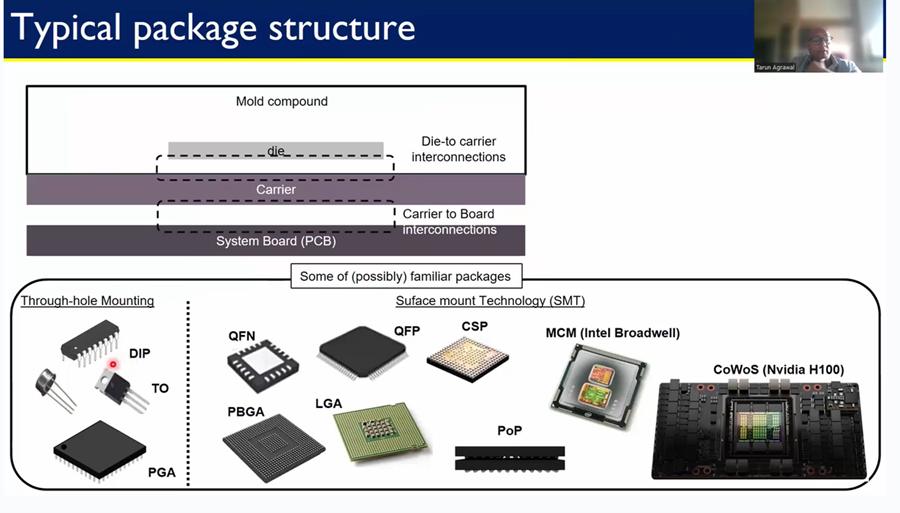 Typical package structure
Tarun Agrawal
Mold compound
die
Die-to carrier
interconnections
Carrier
Carrier to Board
interconnections
System Board (PCB)
Some of (possibly) familiar packages
Through-hole Mounting
Suface mount Technology (SMT)
DIP
TO
PGA
QFN
QFP
CSP
MCM (Intel Broadwell)
CoWoS (Nvidia H100)
PBGA
LGA
PoP